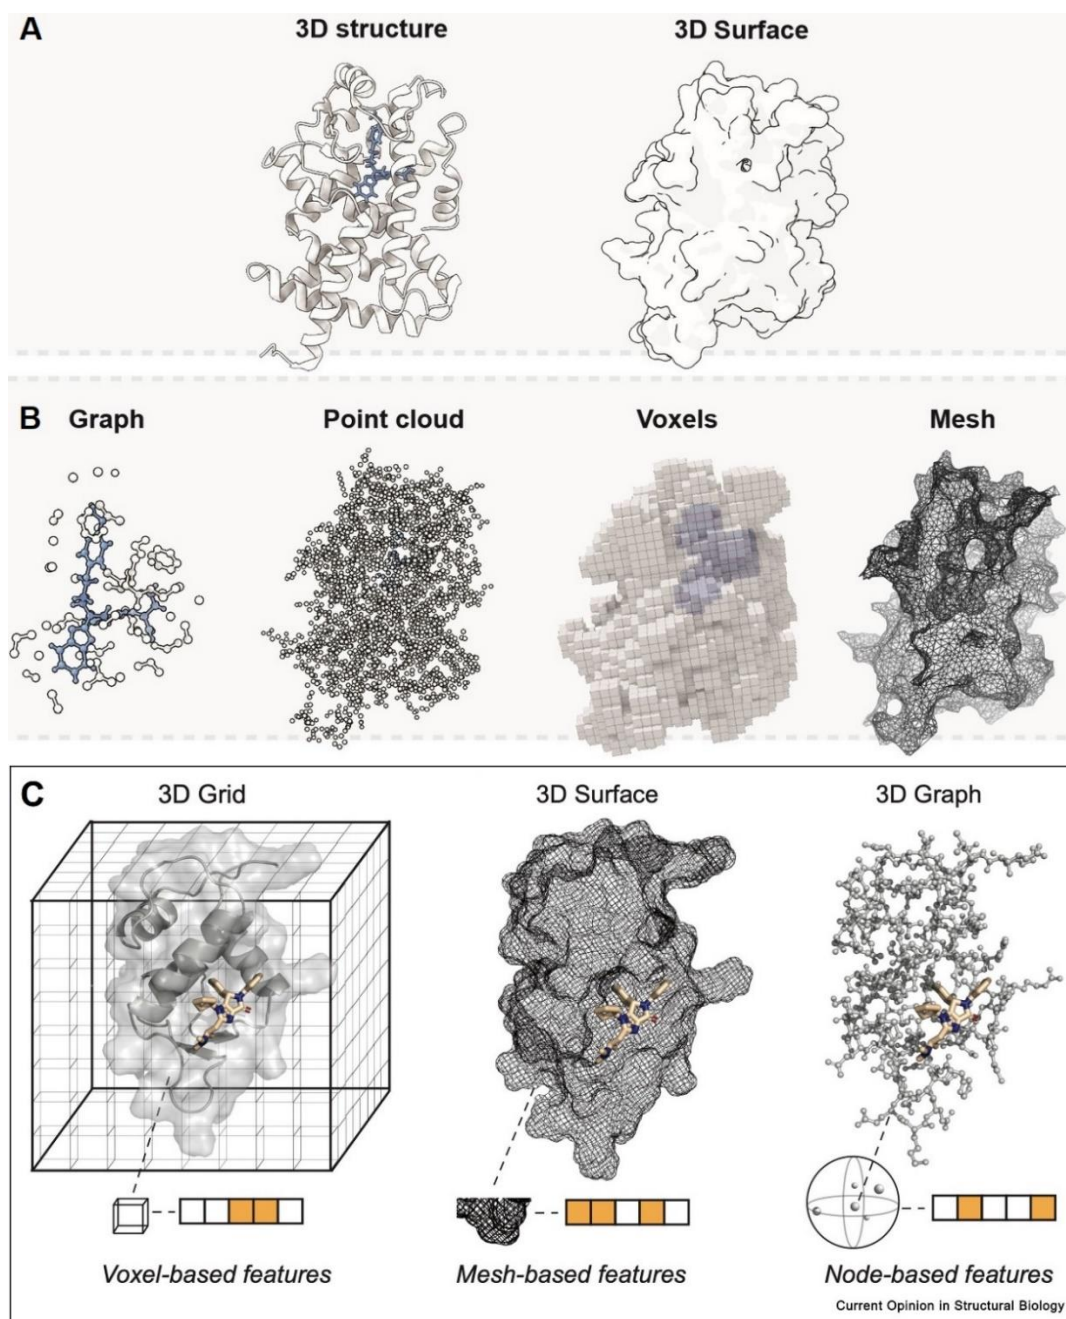 A
3D structure
3D Surface
B
Graph
Point cloud
Voxels
Mesh
C
3D Grid
3D Surface
3D Graph
Voxel-based features
Mesh-based features
Node-based features
Current Opinion in Structural Biology